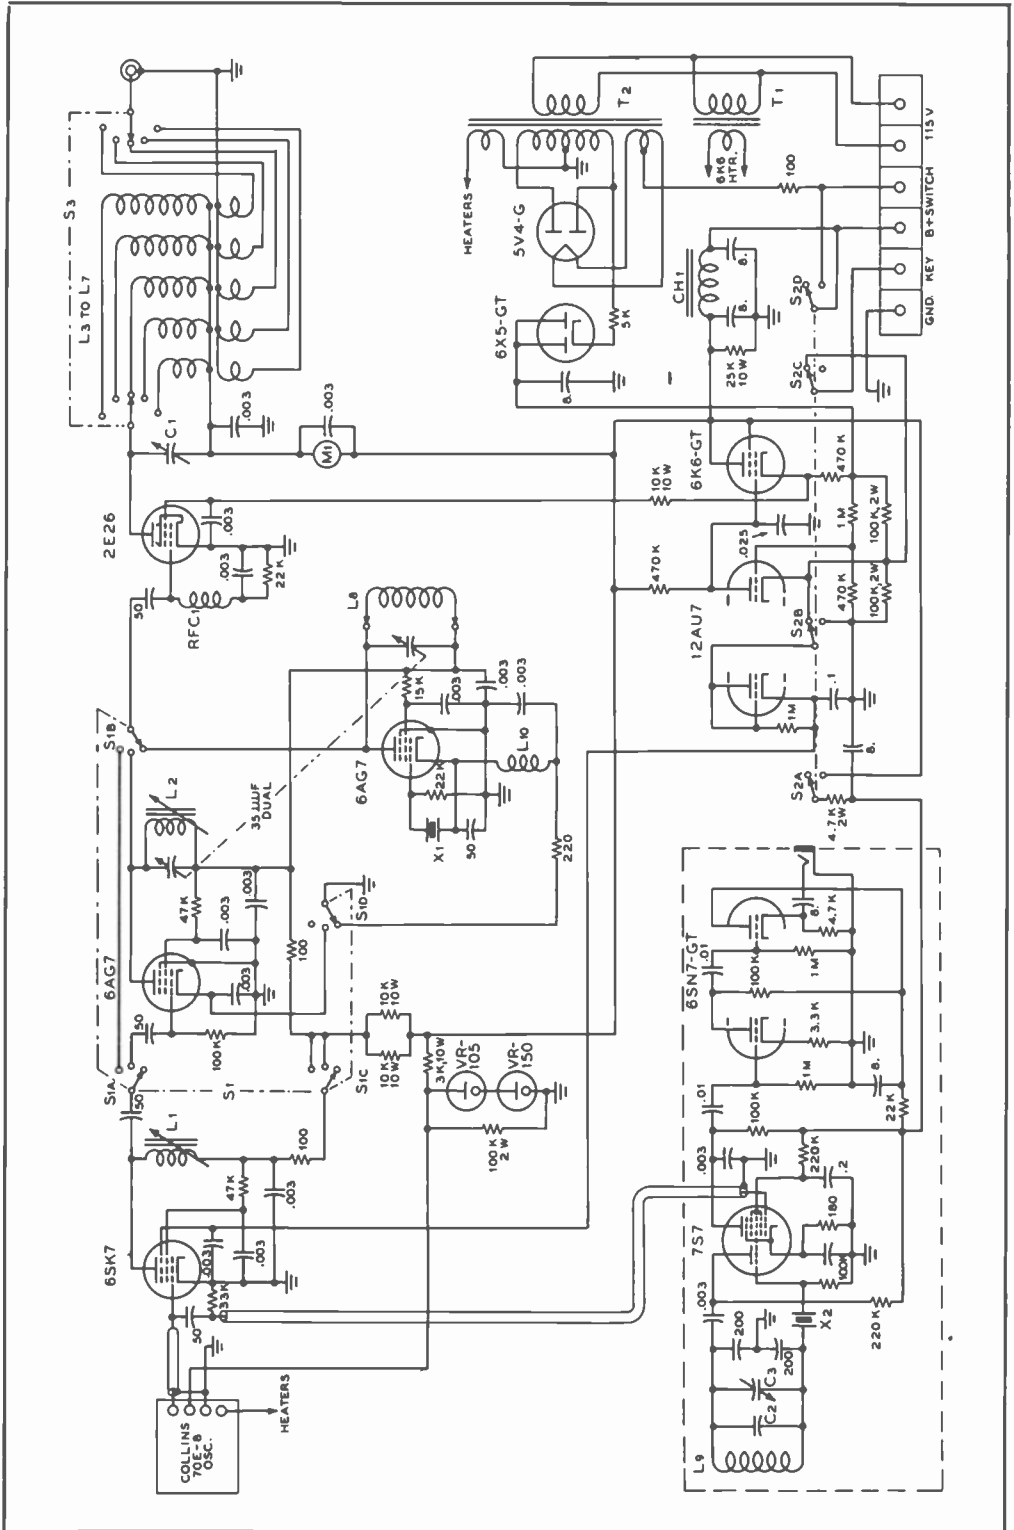 S3
L3 TO L7
C1
.003
.003
M1
2E26
50
RFC1
.003
.003
22K
L8
10K
10W
HEATERS
T2
T1
6K6
HTR.
100
5V4-G
6X5-GT
5K
8.
CH1
8.
8.
25K
10W
115 V
B+SWITCH
KEY
GND.
S2D
S2C
6K6-GT
470K
1M
100K,2W
.025
470K
12AU7
470K
100K,2W
S2B
1M
.1
8.
S2A
4.7K
2W
S1B
L2
35 µµF
DUAL
6AG7
47K
.003
.003
.003
50
100K
100
S1D
S1A
S1
S1C
50
L1
10K
10W
10K
10W
6AG7
15K
.003
.003
.003
22K
L10
X1
50
220
3K,10W
VR-
105
VR-
150
100K
2W
100
47K
.003
6SK7
.003
.003
33K
50
COLLINS
70E-8
OSC.
HEATERS
6SN7-GT
.01
100K
8.
4.7K
1M
3.3K
.01
100K
1M
8.
22K
.003
220K
.2
7S7
180
100K
.003
X2
220K
200
200
C3
C2
L9